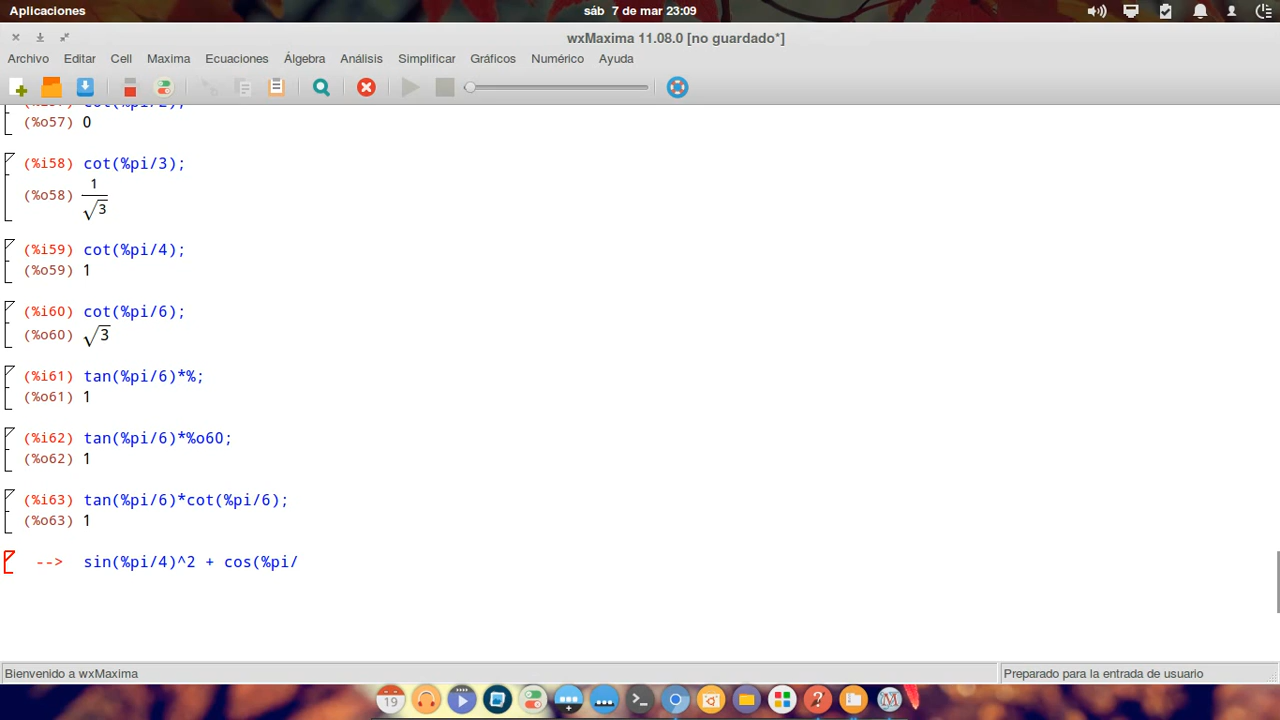 Aplicaciones
sáb 7 de mar 23:09
wxMaxima 11.08.0 [no guardado*]
Archivo Editar Cell Maxima Ecuaciones Álgebra Análisis Simplificar Gráficos Numérico Ayuda
(%i57) cot(%pi/2);
(%o57) 0
(%i58) cot(%pi/3);
(%o58) 1/√3
(%i59) cot(%pi/4);
(%o59) 1
(%i60) cot(%pi/6);
(%o60) √3
(%i61) tan(%pi/6)*%;
(%o61) 1
(%i62) tan(%pi/6)*%o60;
(%o62) 1
(%i63) tan(%pi/6)*cot(%pi/6);
(%o63) 1
--> sin(%pi/4)^2 + cos(%pi/
Bienvenido a wxMaxima
Preparado para la entrada de usuario
19